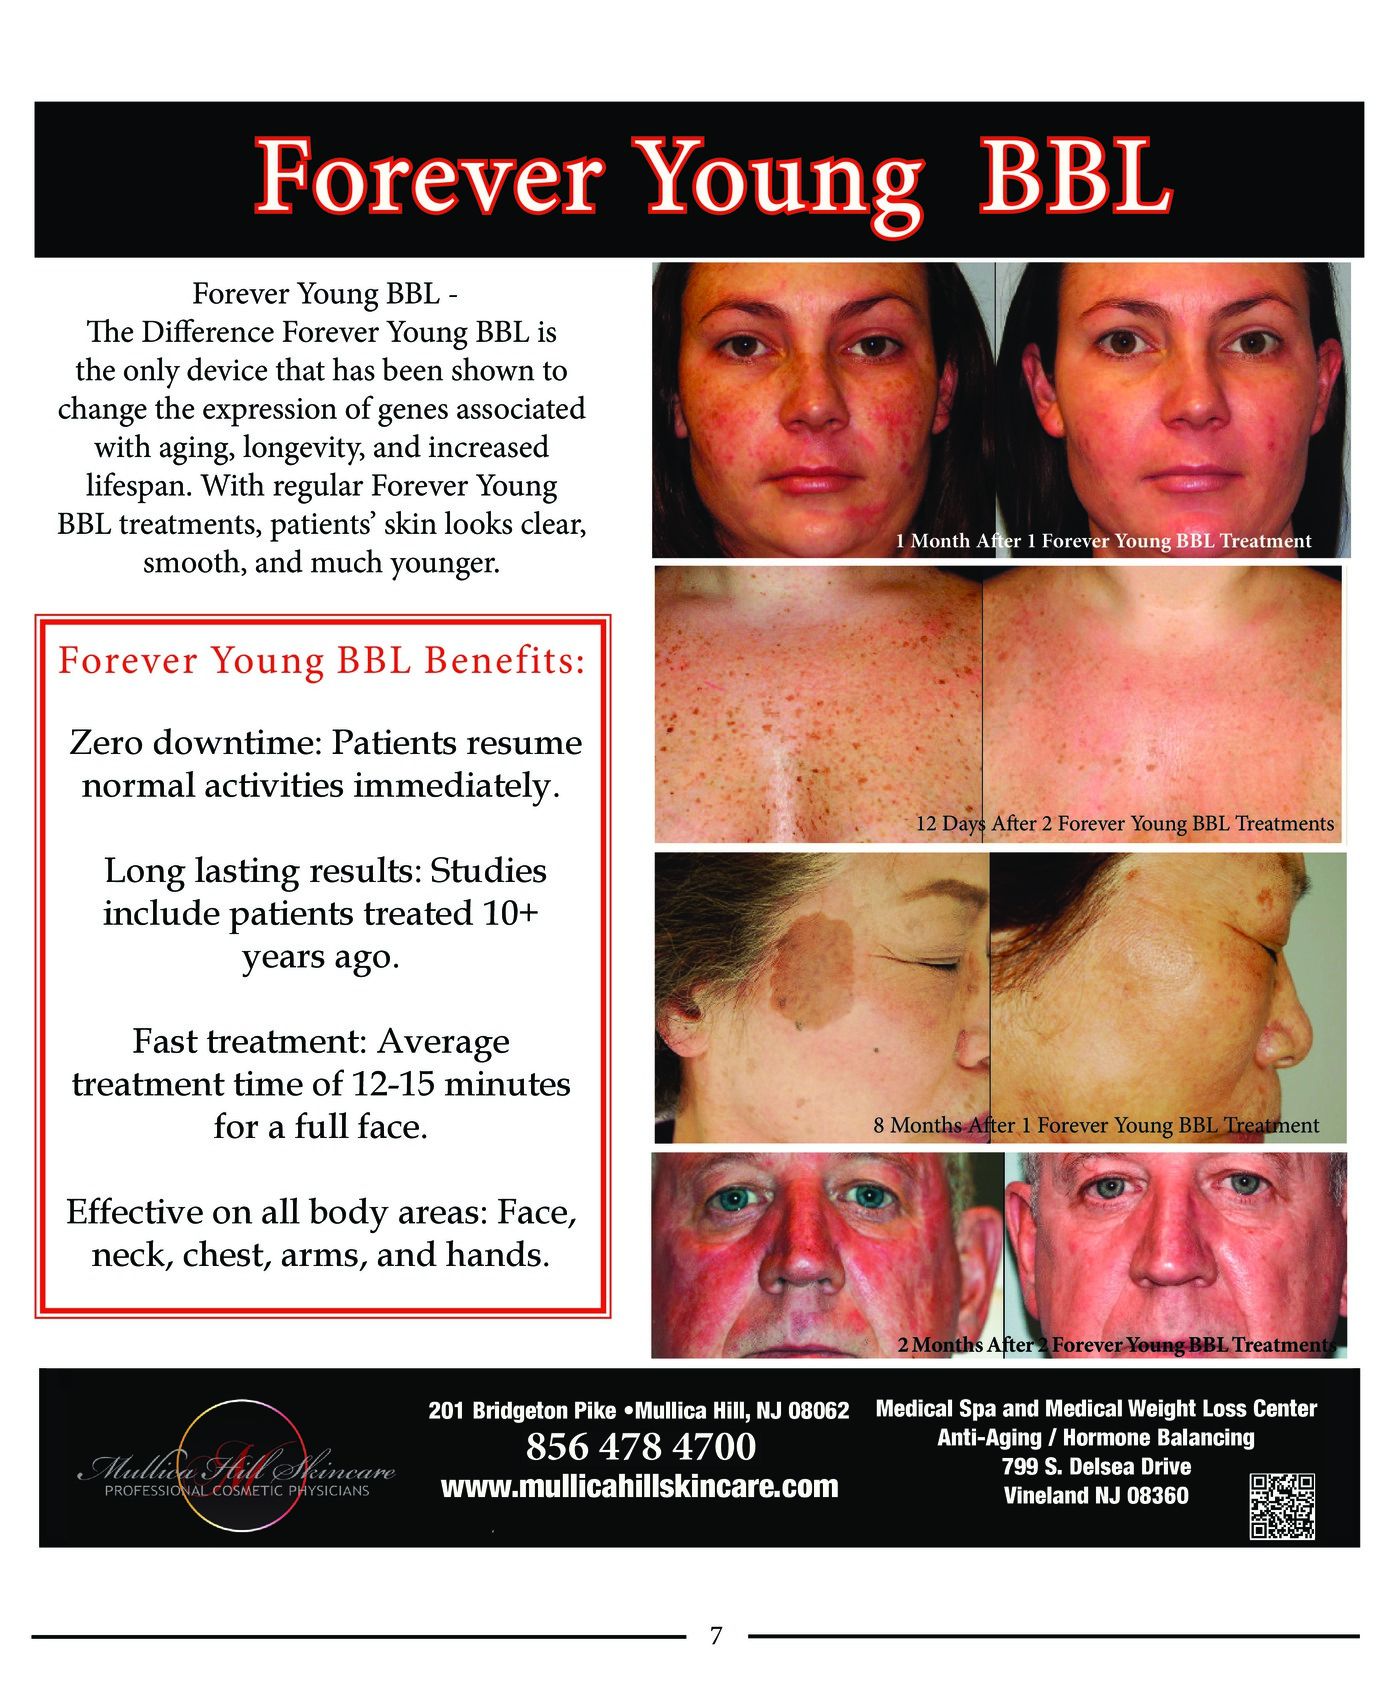 Forever Young BBL
Forever Young BBL -
The Difference Forever Young BBL is
the only device that has been shown to
change the expression of genes associated
with aging, longevity, and increased
lifespan. With regular Forever Young
BBL treatments, patients’ skin looks clear,
smooth, and much younger.
Forever Young BBL Benefits:
Zero downtime: Patients resume
normal activities immediately.
Long lasting results: Studies
include patients treated 10+
years ago.
Fast treatment: Average
treatment time of 12-15 minutes
for a full face.
Effective on all body areas: Face,
neck, chest, arms, and hands.
1 Month After 1 Forever Young BBL Treatment
12 Days After 2 Forever Young BBL Treatments
8 Months After 1 Forever Young BBL Treatment
2 Months After 2 Forever Young BBL Treatments
M
Mullica Hill Skincare
PROFESSIONAL COSMETIC PHYSICIANS
201 Bridgeton Pike •Mullica Hill, NJ 08062
856 478 4700
www.mullicahillskincare.com
Medical Spa and Medical Weight Loss Center
Anti-Aging / Hormone Balancing
799 S. Delsea Drive
Vineland NJ 08360
7